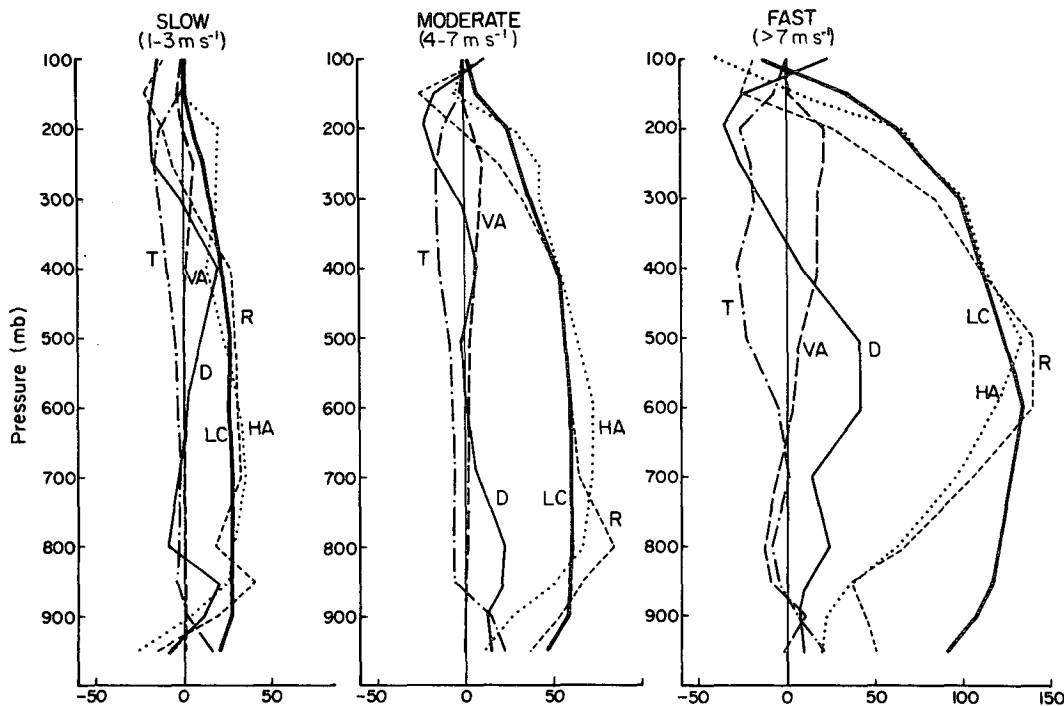 SLOW
(1-3 m s⁻¹)
MODERATE
(4-7 m s⁻¹)
FAST
(>7 m s⁻¹)
Pressure (mb)
100
200
300
400
500
600
700
800
900
T
VA
R
D
LC
HA
-50
0
50
T
VA
HA
D
LC
R
-50
0
50
T
VA
D
LC
R
HA
-50
0
50
100
150